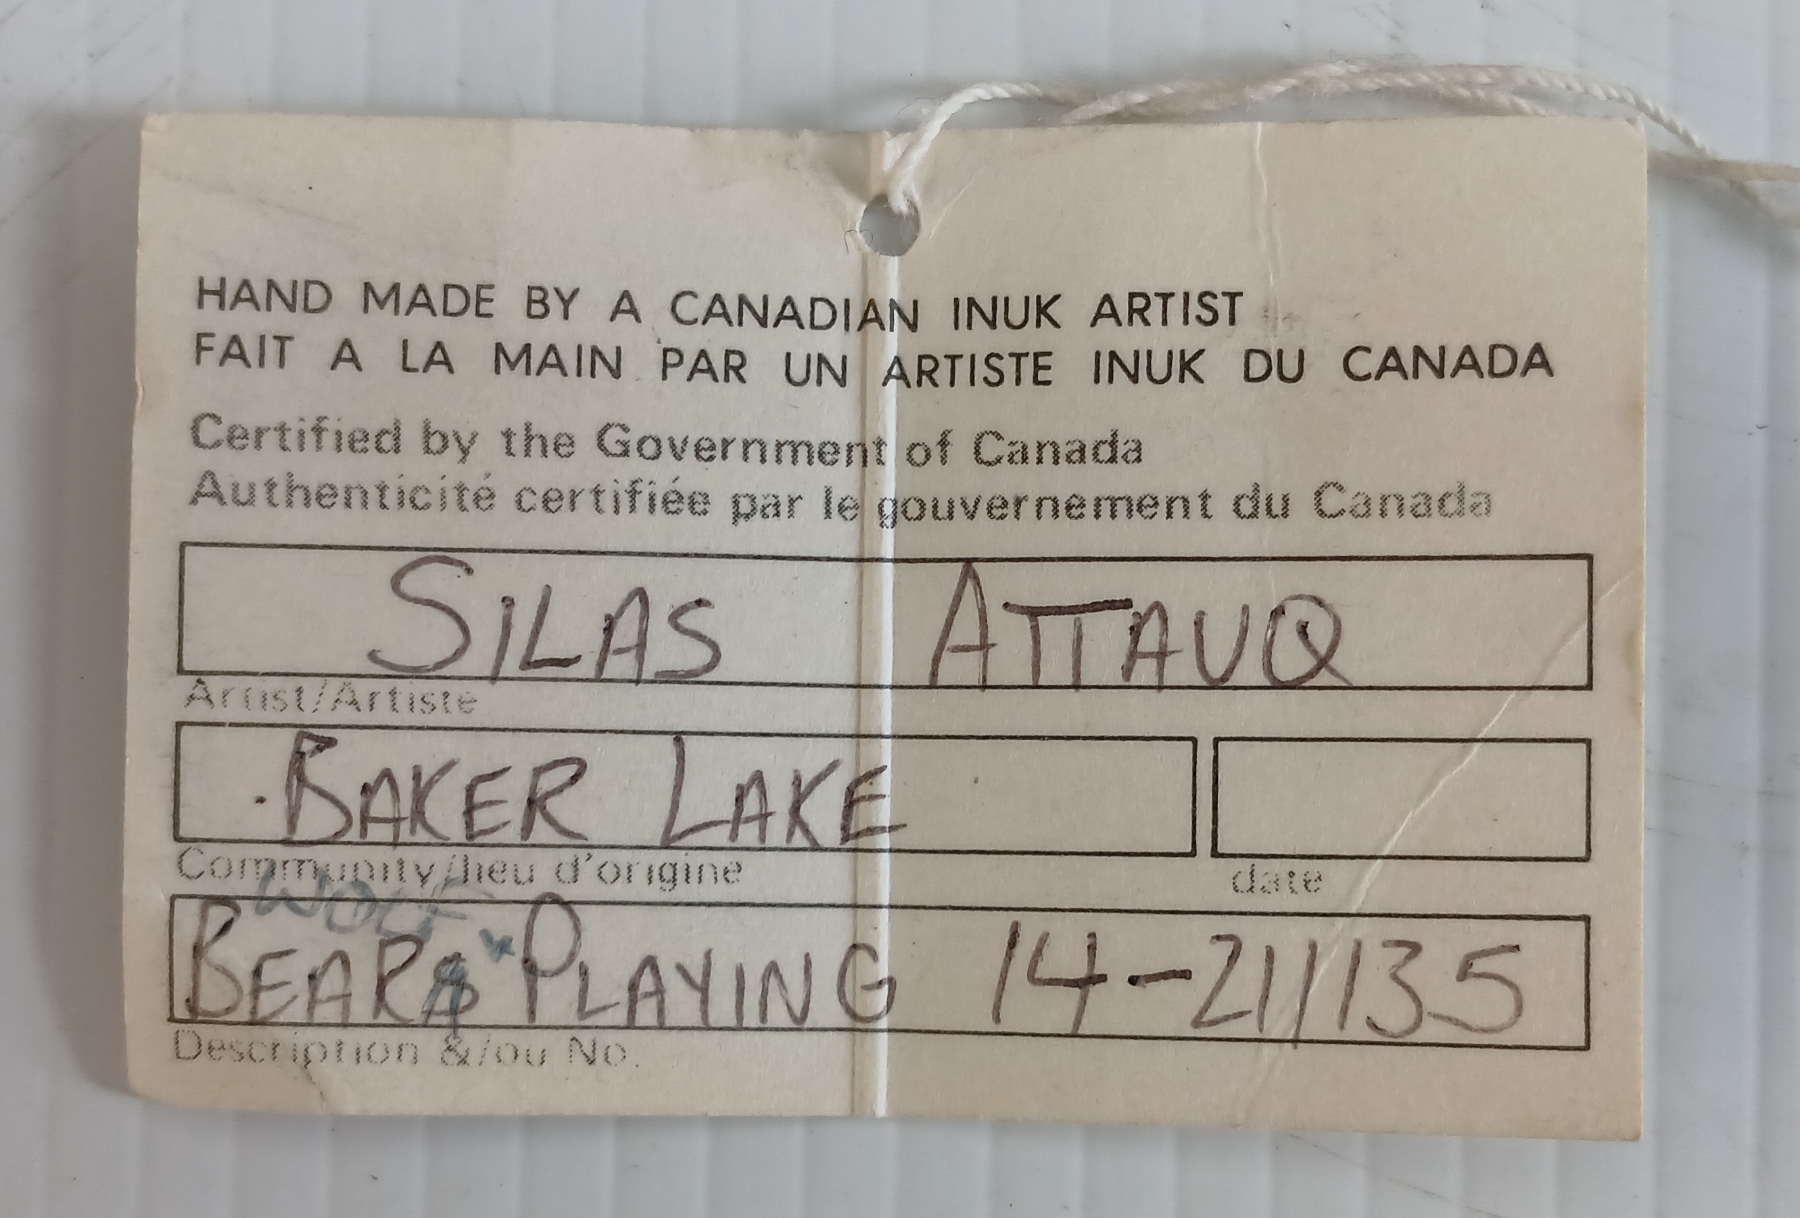 HAND MADE BY A CANADIAN INUK ARTIST
FAIT A LA MAIN PAR UN ARTISTE INUK DU CANADA
Certified by the Government of Canada
Authenticité certifiée par le gouvernement du Canada
SILAS ATTAUQ
Artist/Artiste
BAKER LAKE
Community/lieu d'origine
date
WOLF
BEARS PLAYING 14-211135
Description &/ou No.